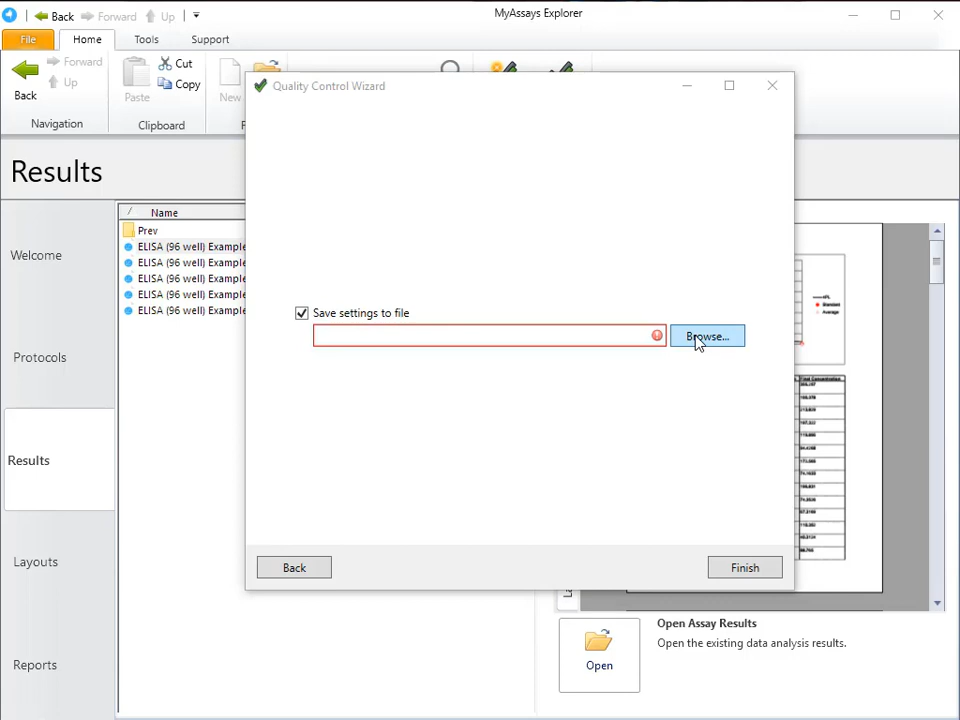 Back Forward Up
MyAssays Explorer
File Home Tools Support
Back
Forward
Up
Paste
Cut
Copy
New
Navigation
Clipboard
Quality Control Wizard
Results
Name
Prev
ELISA (96 well) Example
ELISA (96 well) Example
ELISA (96 well) Example
ELISA (96 well) Example
ELISA (96 well) Example
Welcome
Protocols
Results
Layouts
Reports
Save settings to file
Browse...
Back
Finish
Standard
Average
Open
Open Assay Results
Open the existing data analysis results.